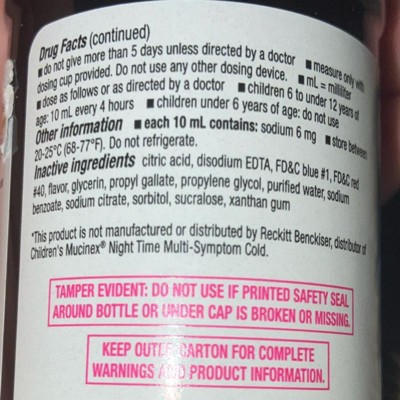 Drug Facts (continued)
■ do not give more than 5 days unless directed by a doctor ■ measure only with
dosing cup provided. Do not use any other dosing device. ■ mL = milliliter
■ dose as follows or as directed by a doctor ■ children 6 to under 12 years of
age: 10 mL every 4 hours ■ children under 6 years of age: do not use
Other information ■ each 10 mL contains: sodium 6 mg ■ store between
20-25°C (68-77°F). Do not refrigerate.
Inactive ingredients citric acid, disodium EDTA, FD&C blue #1, FD&C red
#40, flavor, glycerin, propyl gallate, propylene glycol, purified water, sodium
benzoate, sodium citrate, sorbitol, sucralose, xanthan gum
*This product is not manufactured or distributed by Reckitt Benckiser, distributor of
Children's Mucinex® Night Time Multi-Symptom Cold.
TAMPER EVIDENT: DO NOT USE IF PRINTED SAFETY SEAL
AROUND BOTTLE OR UNDER CAP IS BROKEN OR MISSING.
KEEP OUTER CARTON FOR COMPLETE
WARNINGS AND PRODUCT INFORMATION.